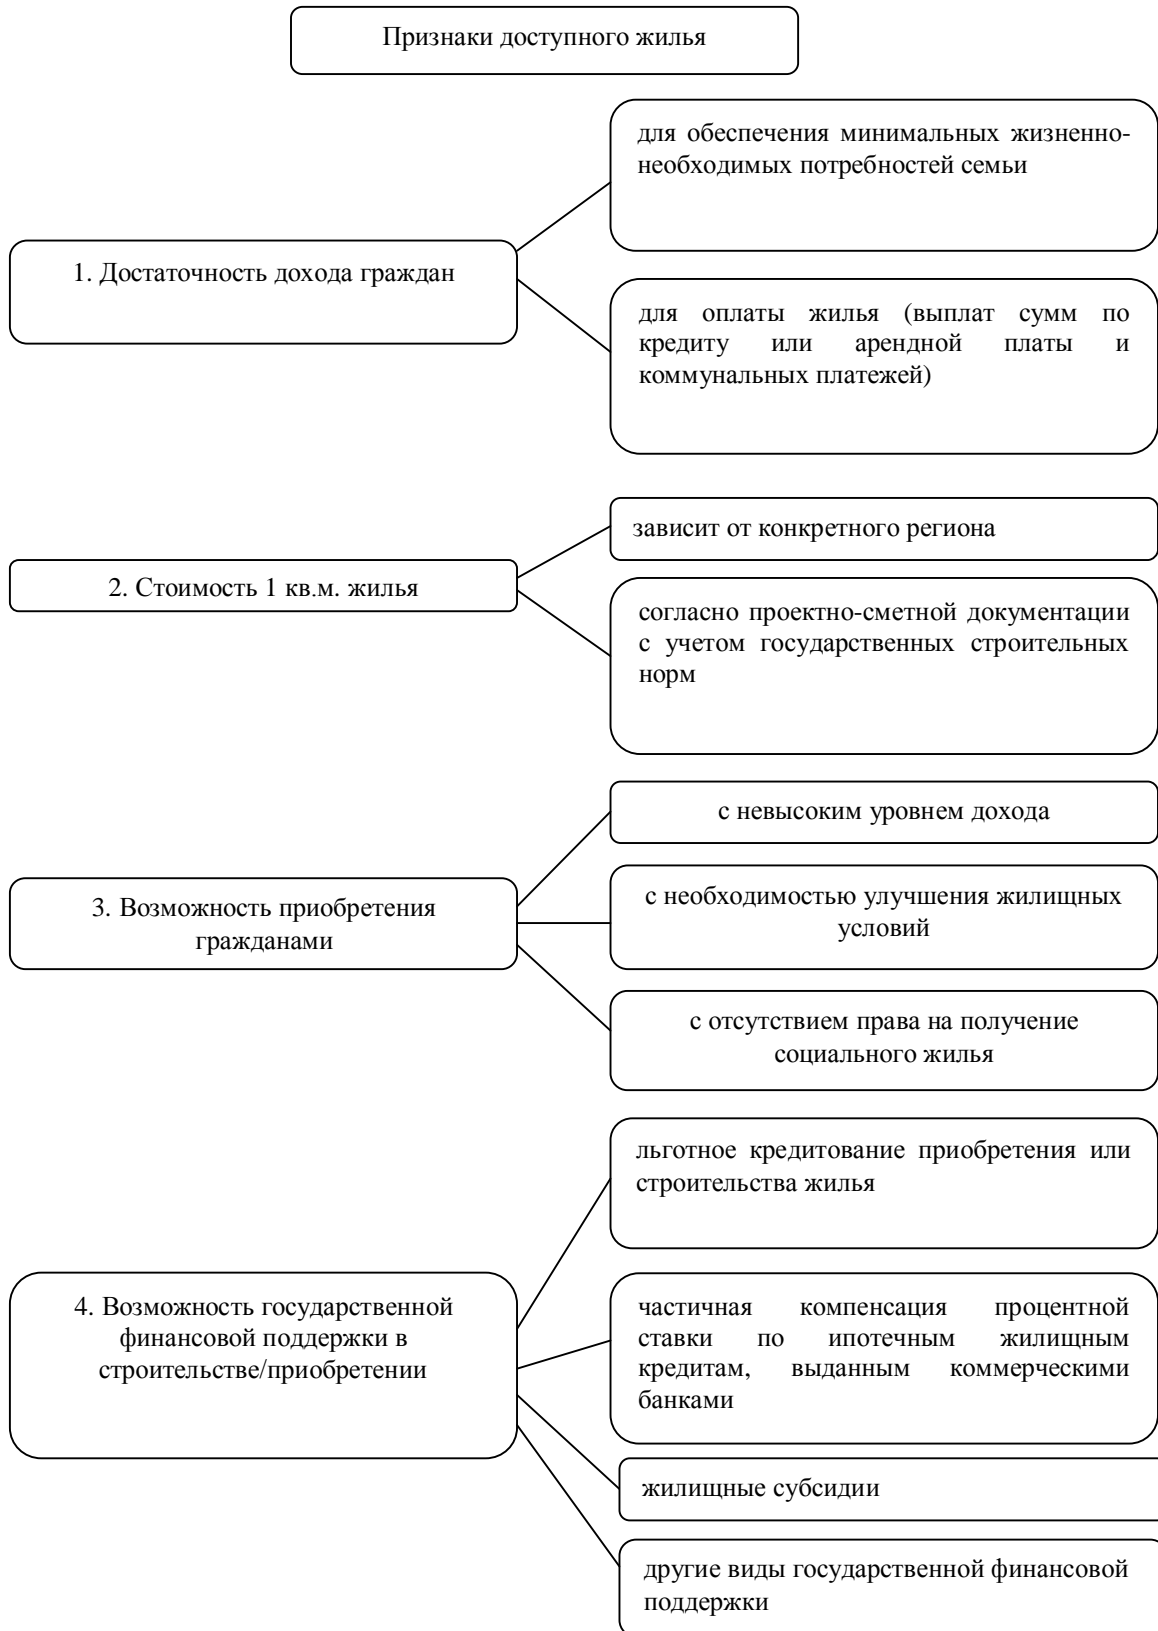 Признаки доступного жилья
1. Достаточность дохода граждан
для обеспечения минимальных жизненно-
необходимых потребностей семьи
для оплаты жилья (выплат сумм по
кредиту или арендной платы и
коммунальных платежей)
2. Стоимость 1 кв.м. жилья
зависит от конкретного региона
согласно проектно-сметной документации
с учетом государственных строительных
норм
3. Возможность приобретения
гражданами
с невысоким уровнем дохода
с необходимостью улучшения жилищных
условий
с отсутствием права на получение
социального жилья
4. Возможность государственной
финансовой поддержки в
строительстве/приобретении
льготное кредитование приобретения или
строительства жилья
частичная компенсация процентной
ставки по ипотечным жилищным
кредитам, выданным коммерческими
банками
жилищные субсидии
другие виды государственной финансовой
поддержки